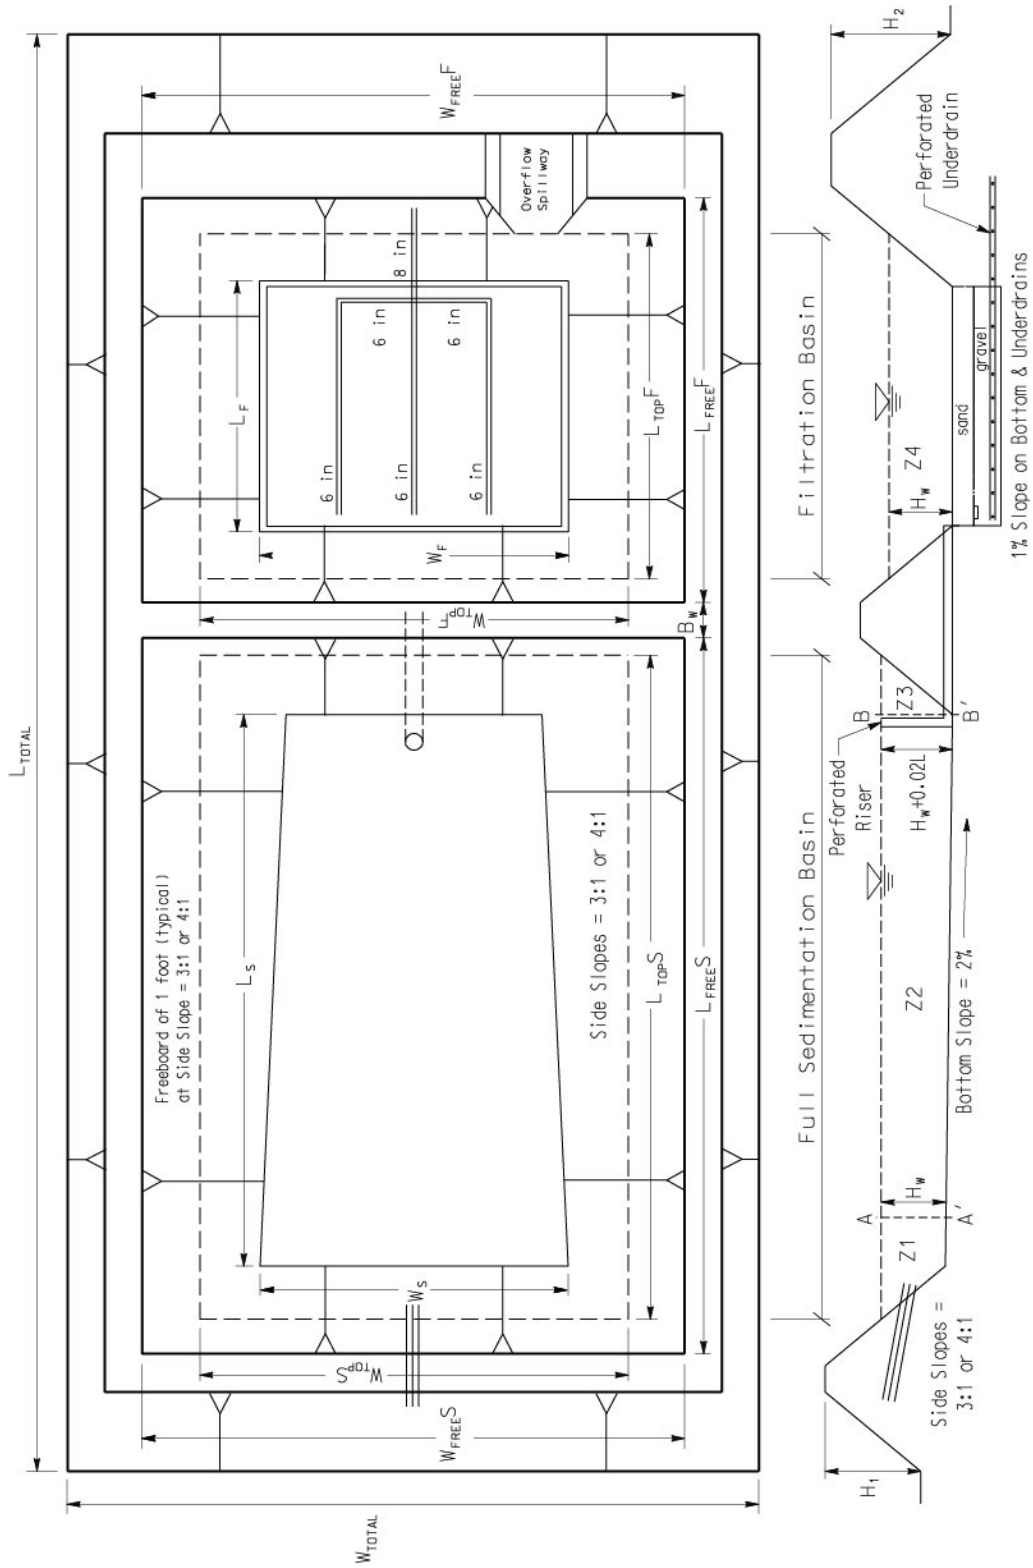 L_TOTAL
W_TOTAL
W_FREE S
W_TOP S
W_S
Freeboard of 1 foot (typical)
at Side Slope = 3:1 or 4:1
L_S
Side Slopes = 3:1 or 4:1
L_TOP S
L_FREE S
B_W
W_TOP F
W_F
L_F
6 in
6 in
6 in
6 in
6 in
8 in
L_TOP F
L_FREE F
Overflow
Spillway
W_FREE F
Full Sedimentation Basin
Filtration Basin
H_1
Side Slopes =
3:1 or 4:1
Z1
A
A'
H_W
Z2
Bottom Slope = 2%
Perforated
Riser
H_W+0.02L
B
B'
Z3
H_W
Z4
sand
gravel
1% Slope on Bottom & Underdrains
Perforated
Underdrain
H_2